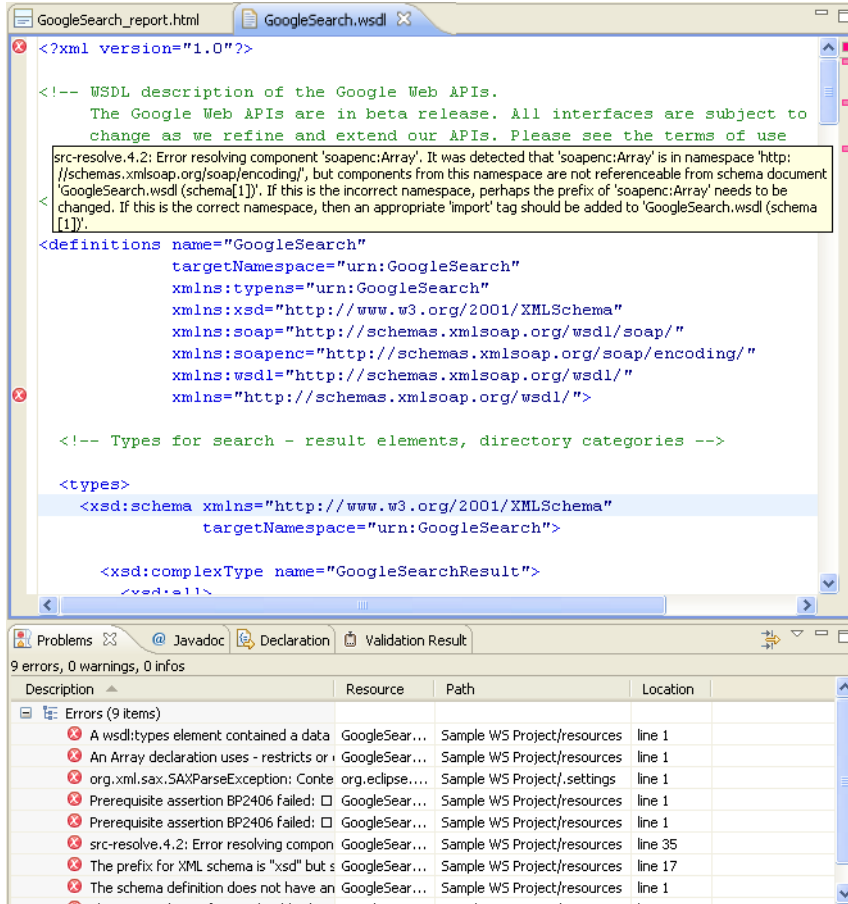 GoogleSearch_report.html GoogleSearch.wsdl
<?xml version="1.0"?>
<!-- WSDL description of the Google Web APIs.
The Google Web APIs are in beta release. All interfaces are subject to
change as we refine and extend our APIs. Please see the terms of use
src-resolve.4.2: Error resolving component 'soapenc:Array'. It was detected that 'soapenc:Array' is in namespace 'http:
//schemas.xmlsoap.org/soap/encoding/', but components from this namespace are not referenceable from schema document
'GoogleSearch.wsdl (schema[1])'. If this is the incorrect namespace, perhaps the prefix of 'soapenc:Array' needs to be
changed. If this is the correct namespace, then an appropriate 'import' tag should be added to 'GoogleSearch.wsdl (schema
[1])'.
<
<definitions name="GoogleSearch"
targetNamespace="urn:GoogleSearch"
xmlns:typens="urn:GoogleSearch"
xmlns:xsd="http://www.w3.org/2001/XMLSchema"
xmlns:soap="http://schemas.xmlsoap.org/wsdl/soap/"
xmlns:soapenc="http://schemas.xmlsoap.org/soap/encoding/"
xmlns:wsdl="http://schemas.xmlsoap.org/wsdl/"
xmlns="http://schemas.xmlsoap.org/wsdl/">
<!-- Types for search - result elements, directory categories -->
<types>
<xsd:schema xmlns="http://www.w3.org/2001/XMLSchema"
targetNamespace="urn:GoogleSearch">
<xsd:complexType name="GoogleSearchResult">
<xsd:all>
Problems @ Javadoc Declaration Validation Result
9 errors, 0 warnings, 0 infos
Description Resource Path Location
Errors (9 items)
A wsdl:types element contained a data GoogleSear... Sample WS Project/resources line 1
An Array declaration uses - restricts or GoogleSear... Sample WS Project/resources line 1
org.xml.sax.SAXParseException: Conte org.eclipse.... Sample WS Project/.settings line 1
Prerequisite assertion BP2406 failed: GoogleSear... Sample WS Project/resources line 1
Prerequisite assertion BP2406 failed: GoogleSear... Sample WS Project/resources line 1
src-resolve.4.2: Error resolving compon GoogleSear... Sample WS Project/resources line 35
The prefix for XML schema is "xsd" but s GoogleSear... Sample WS Project/resources line 17
The schema definition does not have an GoogleSear... Sample WS Project/resources line 1